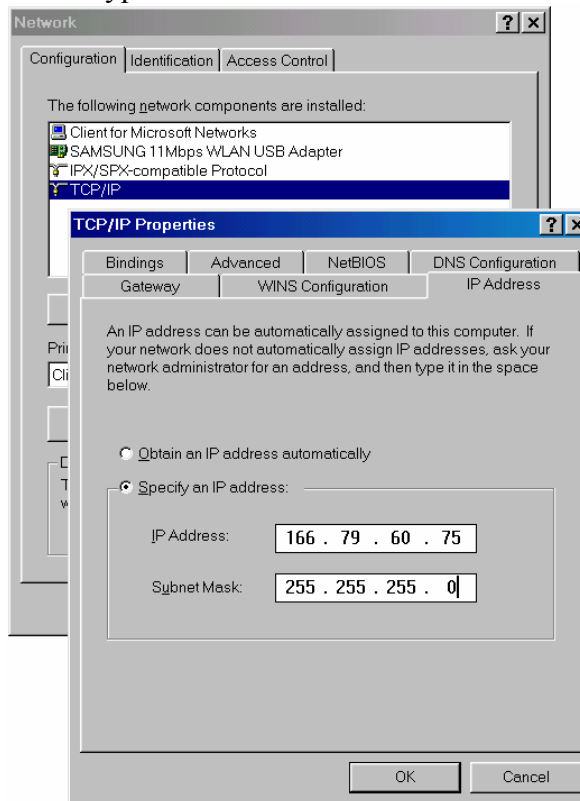 Network
Configuration Identification Access Control
The following network components are installed:
Client for Microsoft Networks
SAMSUNG 11Mbps WLAN USB Adapter
IPX/SPX-compatible Protocol
TCP/IP
TCP/IP Properties
Bindings Advanced NetBIOS DNS Configuration
Gateway WINS Configuration IP Address
An IP address can be automatically assigned to this computer. If
your network does not automatically assign IP addresses, ask your
network administrator for an address, and then type it in the space
below.
Obtain an IP address automatically
Specify an IP address:
IP Address: 166 . 79 . 60 . 75
Subnet Mask: 255 . 255 . 255 . 0
OK Cancel